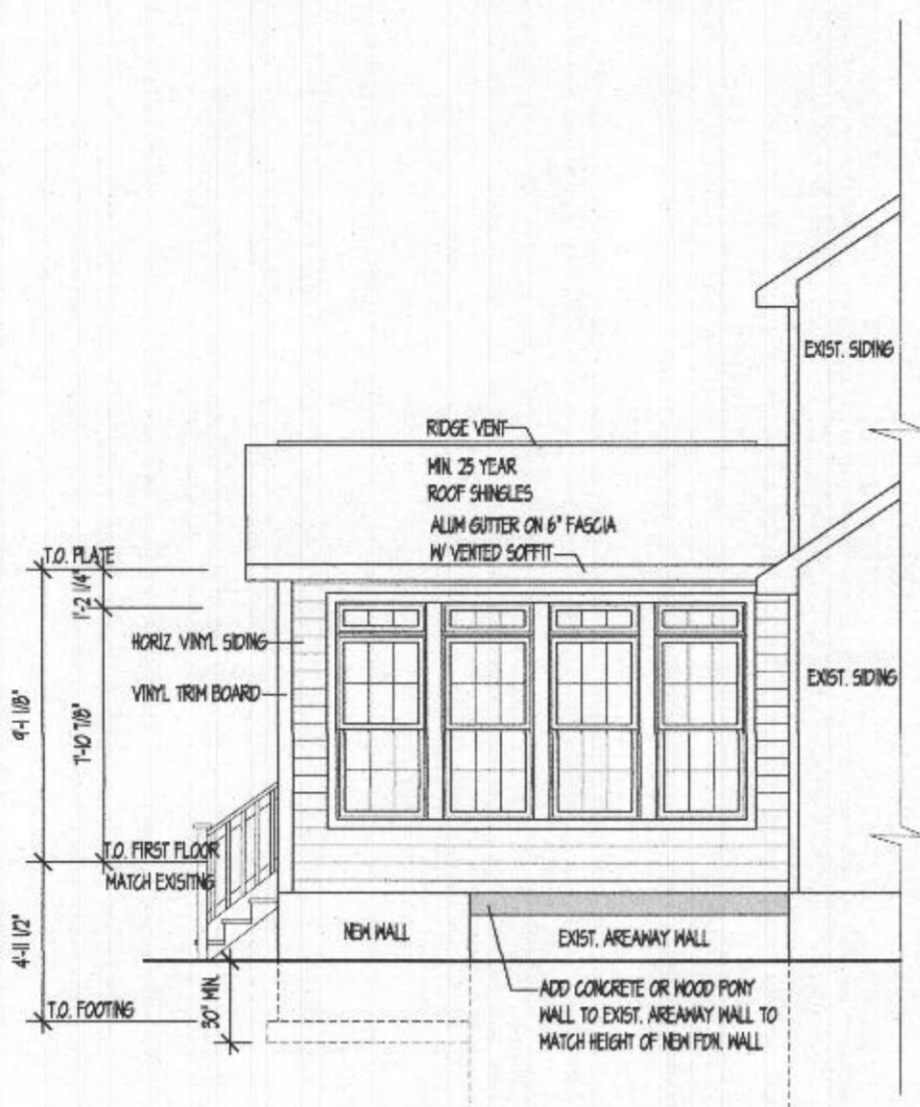 EXIST. SIDING
RIDGE VENT
MIN. 25 YEAR
ROOF SHINGLES
ALUM GUTTER ON 6" FASCIA
W/ VENTED SOFFIT
T.O. PLATE
1'-2 1/4"
HORIZ. VINYL SIDING
VINYL TRIM BOARD
EXIST. SIDING
9'-1 1/8"
7'-10 7/8"
T.O. FIRST FLOOR
MATCH EXISITING
4'-11 1/2"
NEW WALL
EXIST. AREAWAY WALL
30" MIN.
T.O. FOOTING
ADD CONCRETE OR WOOD PONY
WALL TO EXIST. AREAWAY WALL TO
MATCH HEIGHT OF NEW FDN. WALL